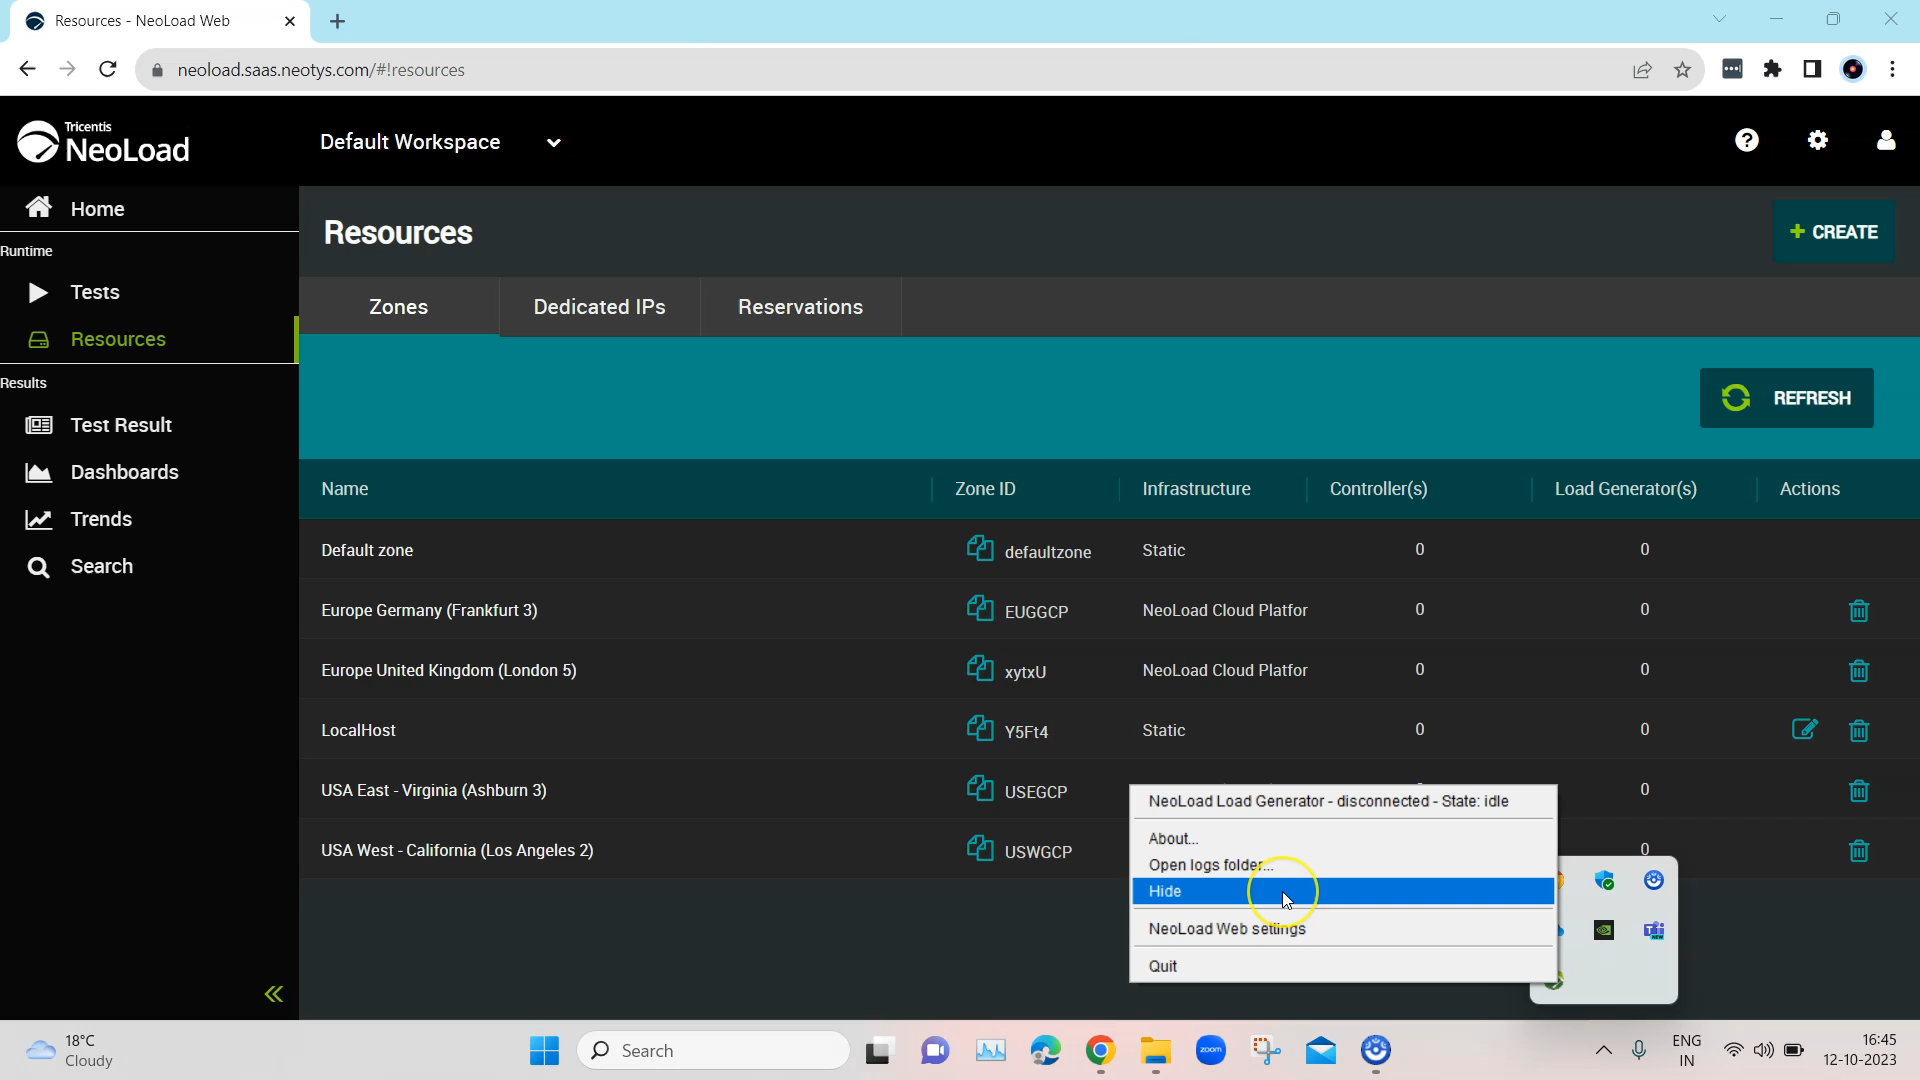 Resources - NeoLoad Web
neoload.saas.neotys.com/#!resources
Tricentis
NeoLoad
Default Workspace
Home
Runtime
Tests
Resources
Results
Test Result
Dashboards
Trends
Search
Resources
+ CREATE
Zones
Dedicated IPs
Reservations
REFRESH
Name
Zone ID
Infrastructure
Controller(s)
Load Generator(s)
Actions
Default zone
defaultzone
Static
0
0
Europe Germany (Frankfurt 3)
EUGGCP
NeoLoad Cloud Platfor
0
0
Europe United Kingdom (London 5)
xytxU
NeoLoad Cloud Platfor
0
0
LocalHost
Y5Ft4
Static
0
0
USA East - Virginia (Ashburn 3)
USEGCP
0
USA West - California (Los Angeles 2)
USWGCP
0
NeoLoad Load Generator - disconnected - State: idle
About...
Open logs folder...
Hide
NeoLoad Web settings
Quit
18°C
Cloudy
Search
zoom
ENG
IN
16:45
12-10-2023